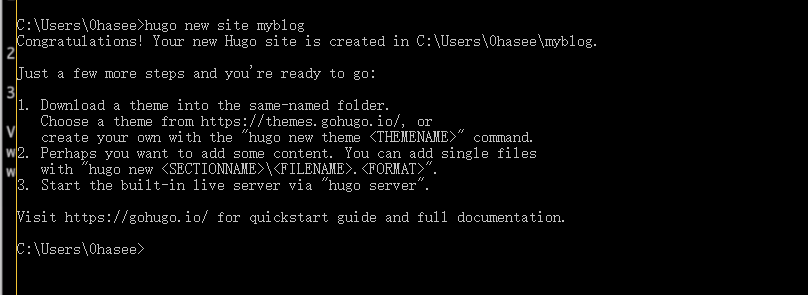 C:\Users\0hasee>hugo new site myblog
Congratulations! Your new Hugo site is created in C:\Users\0hasee\myblog.
2
Just a few more steps and you're ready to go:
3
1. Download a theme into the same-named folder.
Choose a theme from https://themes.gohugo.io/, or
V
create your own with the "hugo new theme <THEMENAME>" command.
w
2. Perhaps you want to add some content. You can add single files
w
with "hugo new <SECTIONNAME>\<FILENAME>.<FORMAT>".
3. Start the built-in live server via "hugo server".
Visit https://gohugo.io/ for quickstart guide and full documentation.
C:\Users\0hasee>